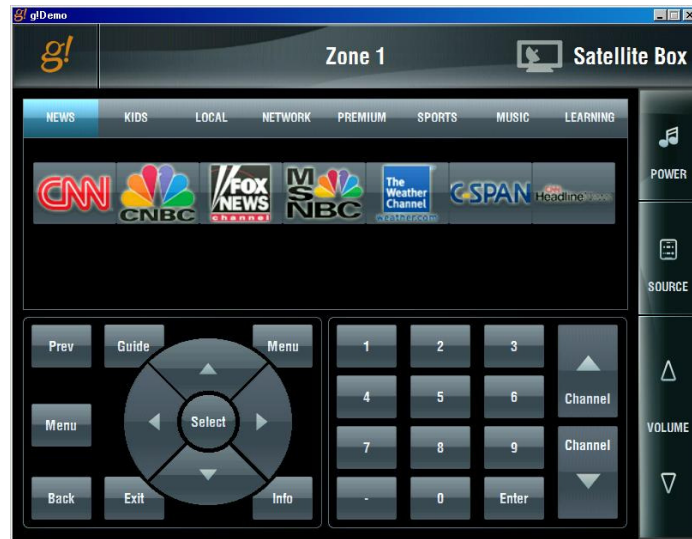 g! g!Demo
g! Zone 1 Satellite Box
NEWS KIDS LOCAL NETWORK PREMIUM SPORTS MUSIC LEARNING
CNN
CNBC
FOX NEWS channel
MSNBC
The Weather Channel weather.com
C-SPAN
CNN Headline News
POWER
SOURCE
VOLUME
Prev Guide Menu
Menu Select
Back Exit Info
1 2 3
4 5 6
7 8 9
- 0 Enter
Channel
Channel